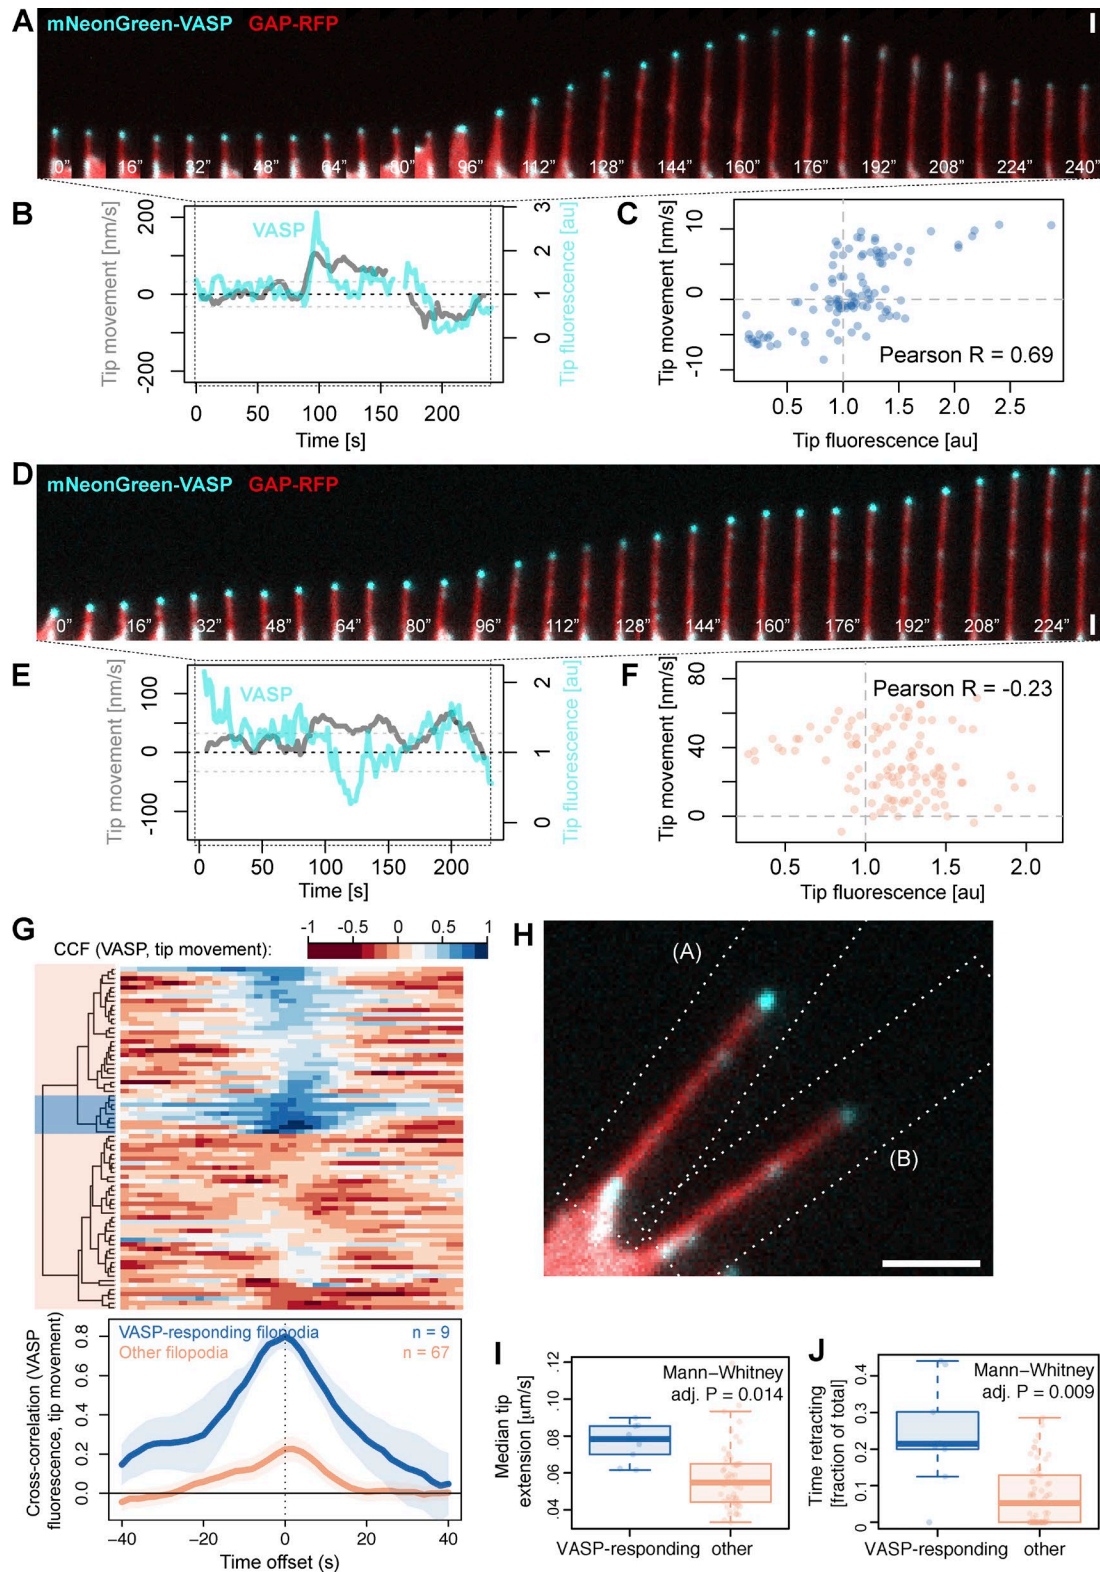 A
mNeonGreen-VASP GAP-RFP
0” 16” 32” 48” 64” 80” 96” 112” 128” 144” 160” 176” 192” 208” 224” 240”
B
Tip movement [nm/s]
200
0
-200
VASP
3
2
1
0
Tip fluorescence [au]
0 50 100 150 200
Time [s]
C
Tip movement [nm/s]
10
0
-10
Pearson R = 0.69
0.5 1.0 1.5 2.0 2.5
Tip fluorescence [au]
D
mNeonGreen-VASP GAP-RFP
0” 16” 32” 48” 64” 80” 96” 112” 128” 144” 160” 176” 192” 208” 224”
E
Tip movement [nm/s]
100
0
-100
VASP
2
1
0
Tip fluorescence [au]
0 50 100 150 200
Time [s]
F
Tip movement [nm/s]
80
40
0
Pearson R = -0.23
0.5 1.0 1.5 2.0
Tip fluorescence [au]
G
CCF (VASP, tip movement):
-1 -0.5 0 0.5 1
Cross-correlation (VASP
fluorescence, tip movement)
0.8
0.6
0.4
0.2
0.0
VASP-responding filopodia n = 9
Other filopodia n = 67
−40 −20 0 20 40
Time offset (s)
H
(A)
(B)
I
Median tip
extension [μm/s]
.12
.10
.08
.06
.04
Mann−Whitney
adj. P = 0.014
VASP-responding other
J
Time retracting
[fraction of total]
0.4
0.3
0.2
0.1
0
Mann−Whitney
adj. P = 0.009
VASP-responding other